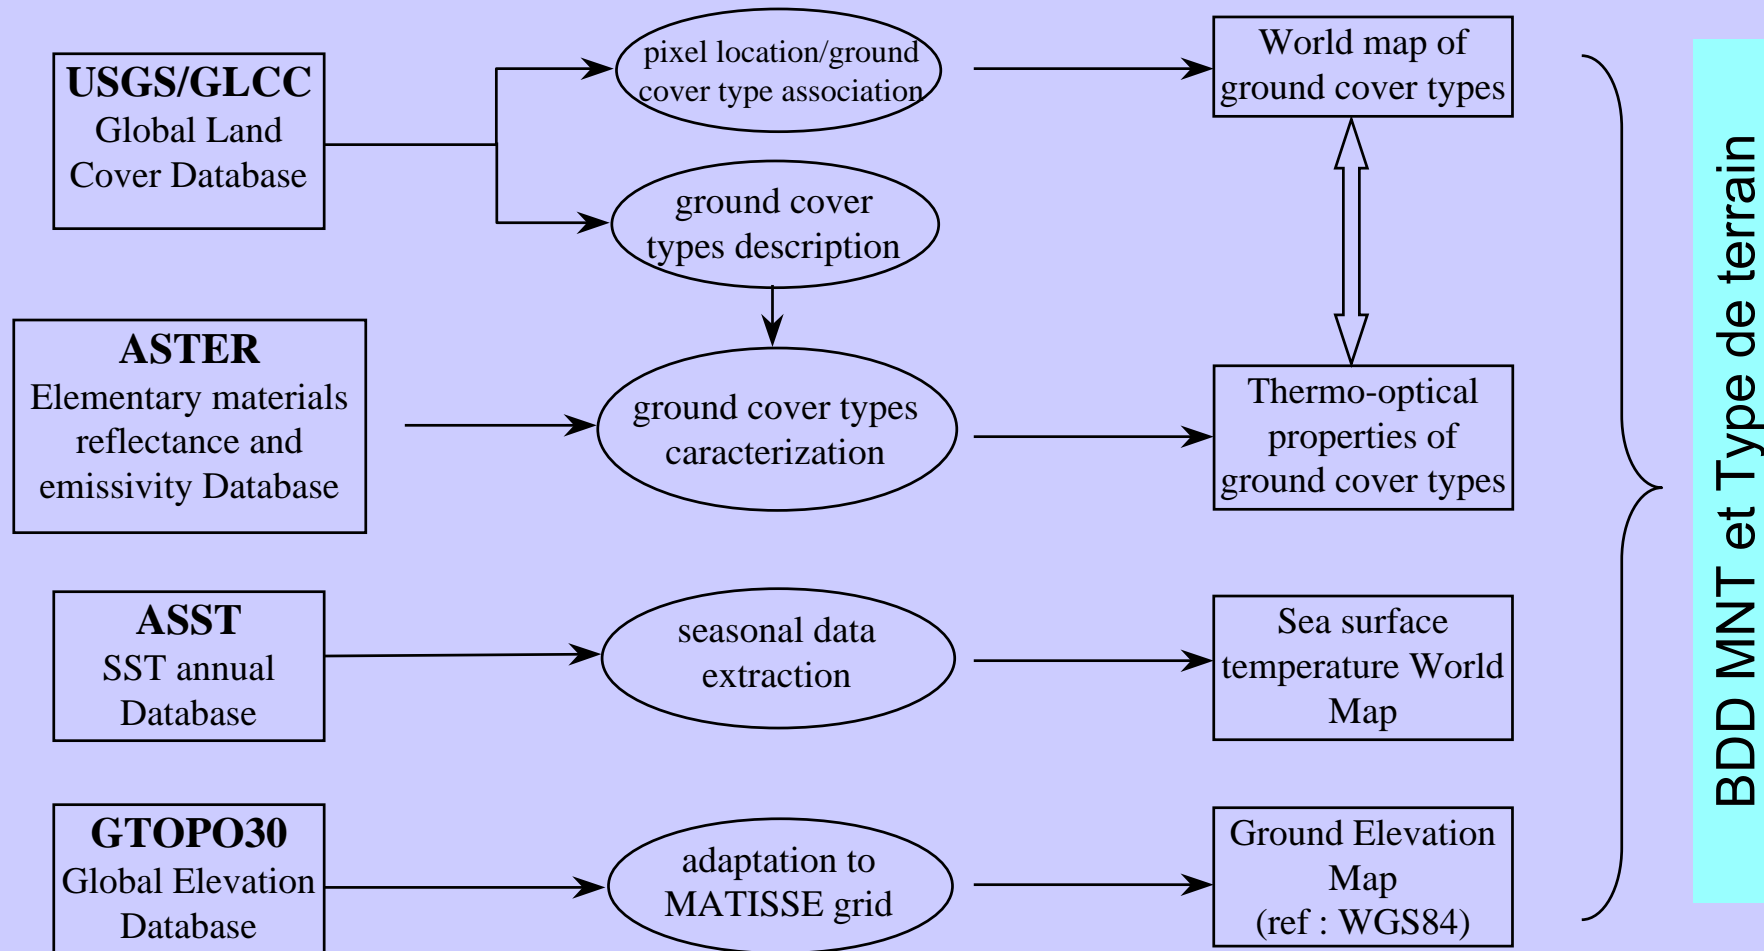 USGS/GLCC
Global Land
Cover Database
pixel location/ground
cover type association
World map of
ground cover types
ground cover
types description
ASTER
Elementary materials
reflectance and
emissivity Database
ground cover types
caracterization
Thermo-optical
properties of
ground cover types
ASST
SST annual
Database
seasonal data
extraction
Sea surface
temperature World
Map
GTOPO30
Global Elevation
Database
adaptation to
MATISSE grid
Ground Elevation
Map
(ref : WGS84)
BDD MNT et Type de terrain